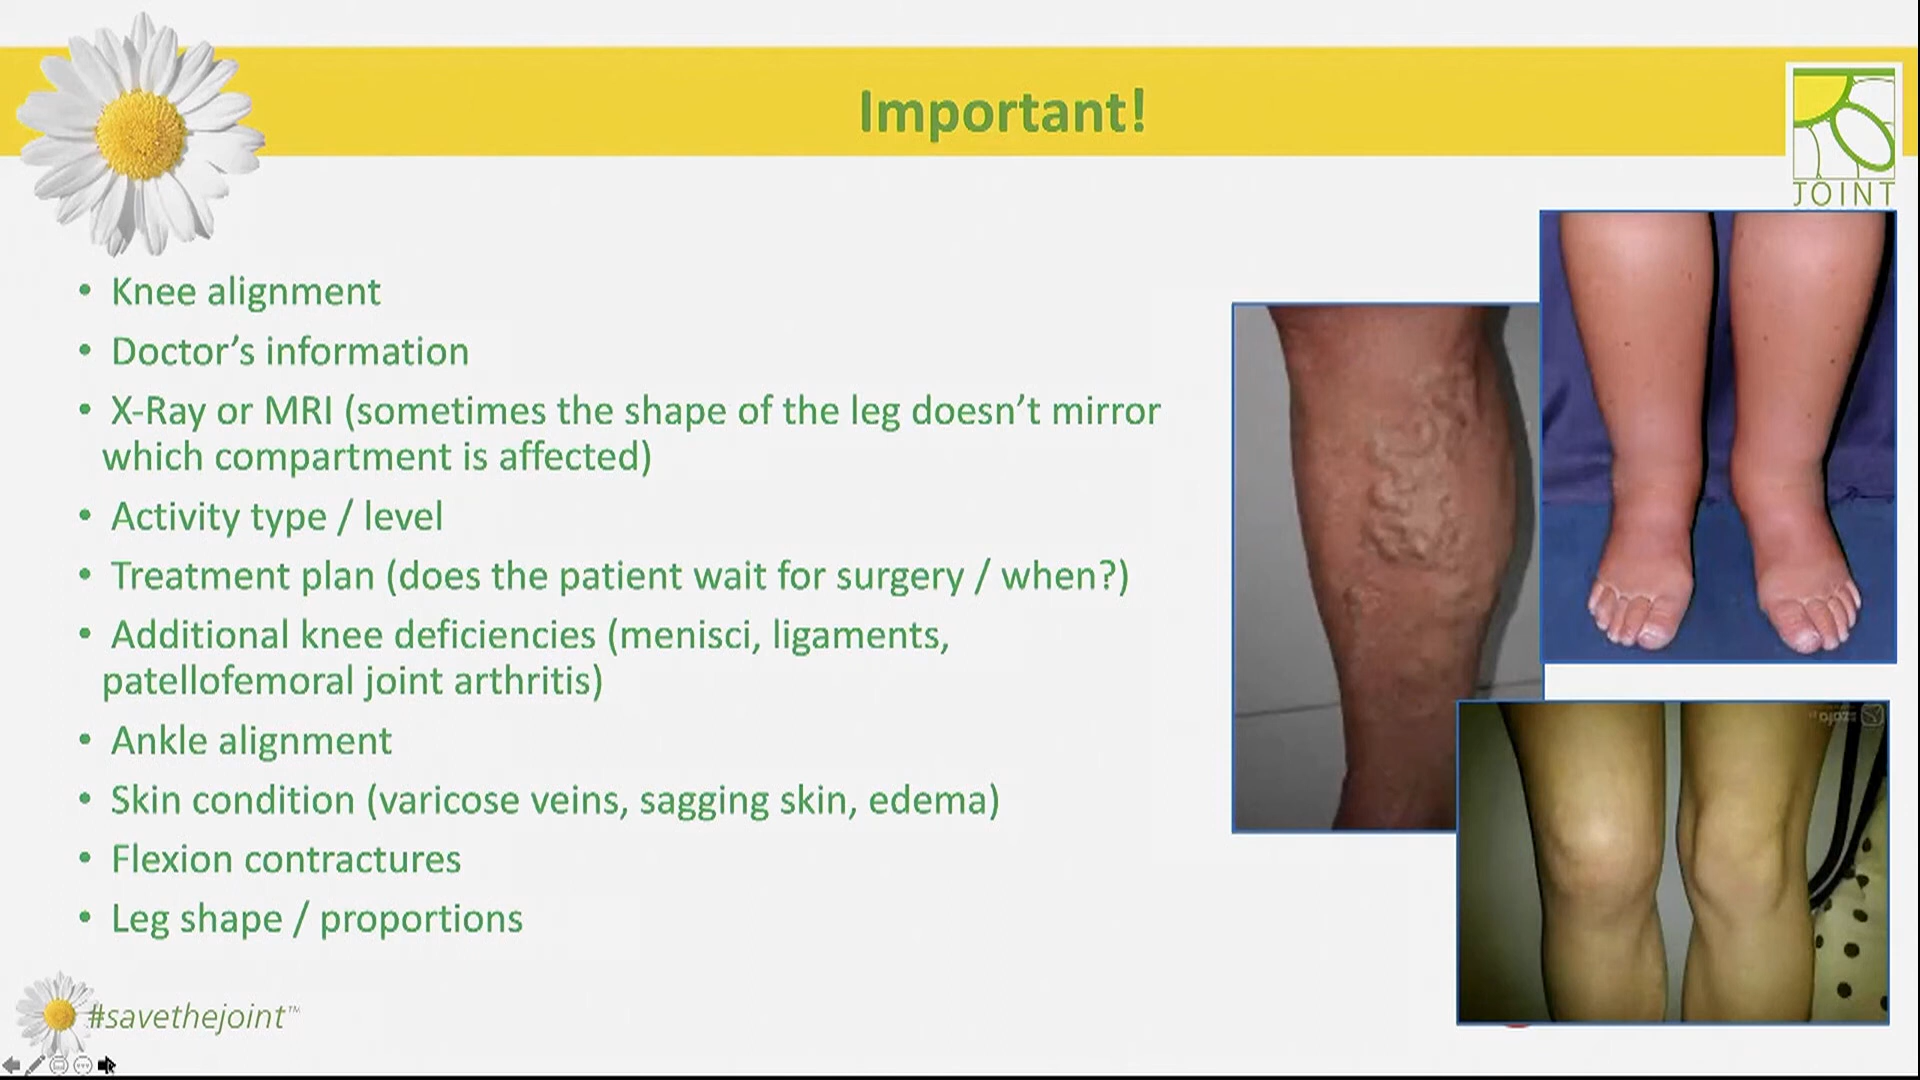 Important!
JOINT
• Knee alignment
• Doctor’s information
• X-Ray or MRI (sometimes the shape of the leg doesn’t mirror
which compartment is affected)
• Activity type / level
• Treatment plan (does the patient wait for surgery / when?)
• Additional knee deficiencies (menisci, ligaments,
patellofemoral joint arthritis)
• Ankle alignment
• Skin condition (varicose veins, sagging skin, edema)
• Flexion contractures
• Leg shape / proportions
#savethejoint™